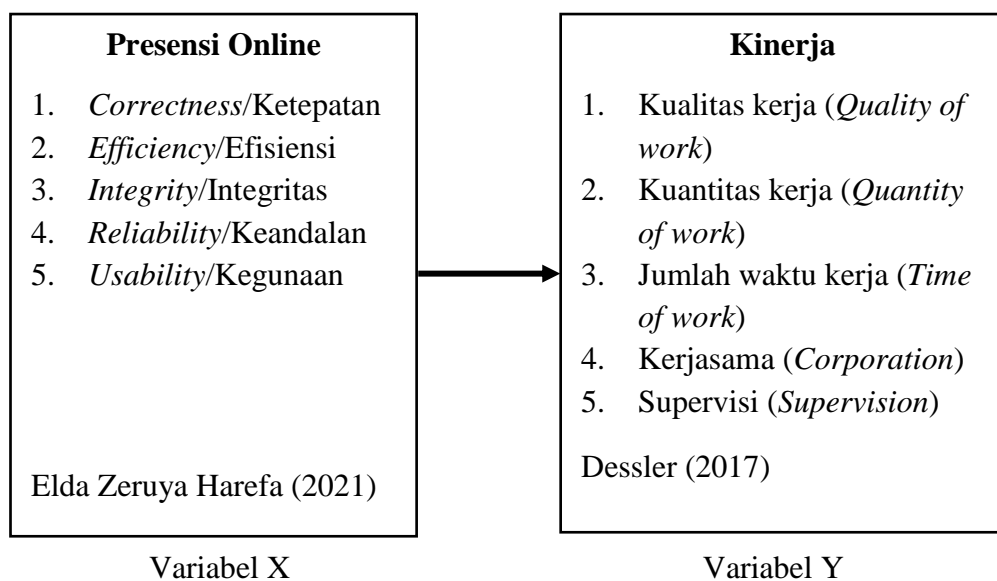 Presensi Online
1. Correctness/Ketepatan
2. Efficiency/Efisiensi
3. Integrity/Integritas
4. Reliability/Keandalan
5. Usability/Kegunaan
Elda Zeruya Harefa (2021)
Variabel X
Kinerja
1. Kualitas kerja (Quality of
work)
2. Kuantitas kerja (Quantity
of work)
3. Jumlah waktu kerja (Time
of work)
4. Kerjasama (Corporation)
5. Supervisi (Supervision)
Dessler (2017)
Variabel Y